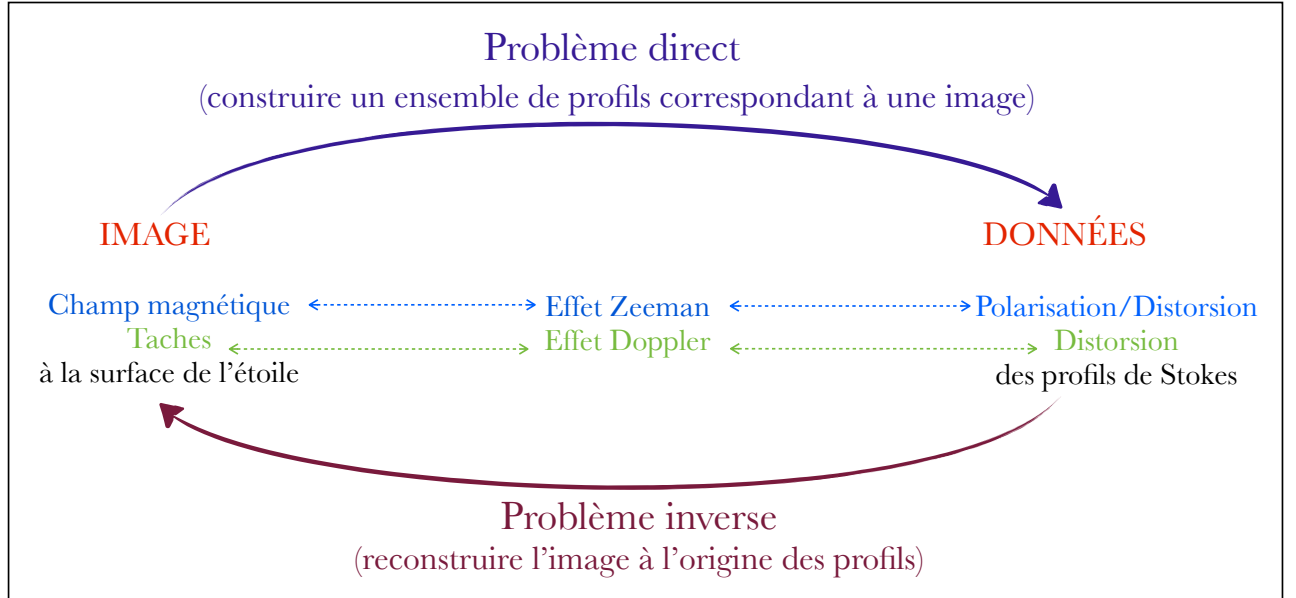 Problème direct
(construire un ensemble de profils correspondant à une image)
IMAGE
DONNÉES
Champ magnétique
Effet Zeeman
Polarisation/Distorsion
Taches
Effet Doppler
Distorsion
à la surface de l’étoile
des profils de Stokes
Problème inverse
(reconstruire l’image à l’origine des profils)